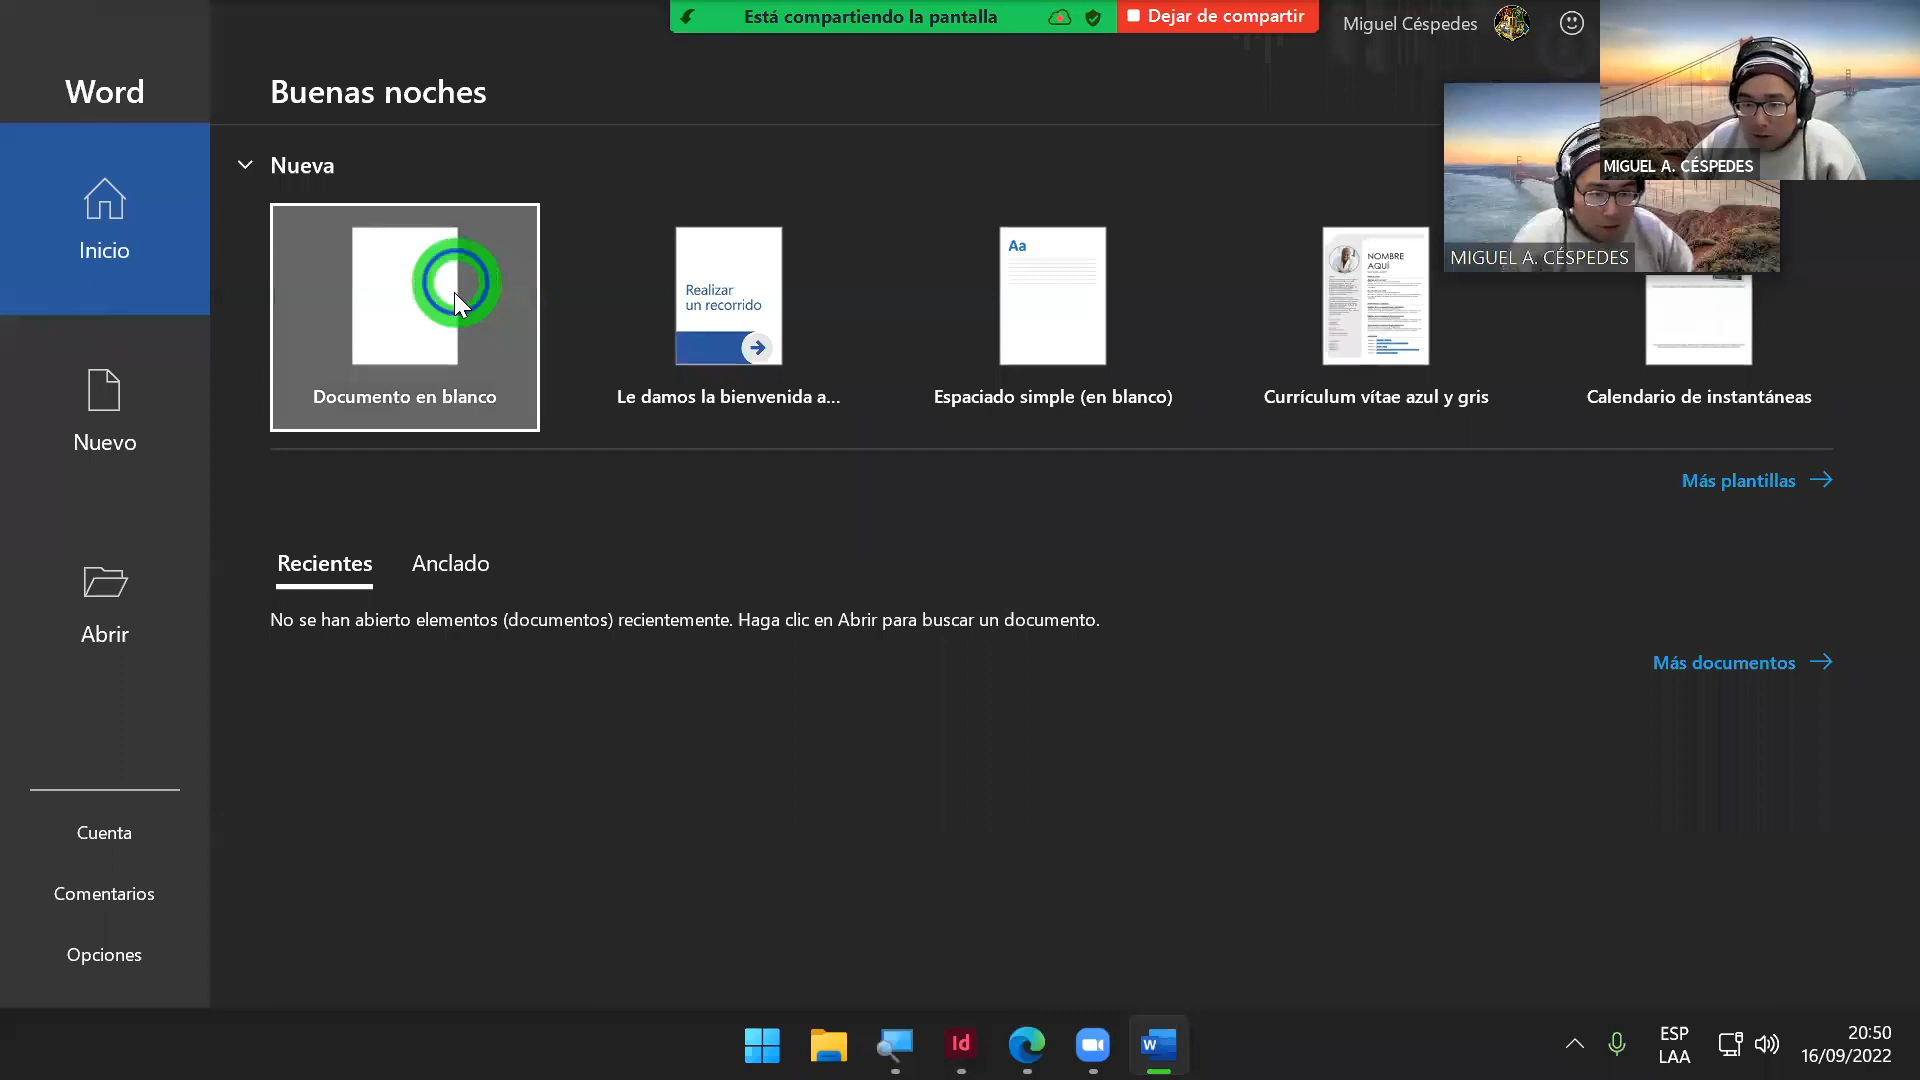 Está compartiendo la pantalla
Dejar de compartir
Miguel Céspedes
Word
Buenas noches
MIGUEL A. CÉSPEDES
MIGUEL A. CÉSPEDES
Inicio
Nueva
Aa
Realizar
un recorrido
NOMBRE
AQUÍ
Documento en blanco
Le damos la bienvenida a...
Espaciado simple (en blanco)
Currículum vítae azul y gris
Calendario de instantáneas
Nuevo
Más plantillas
Recientes
Anclado
No se han abierto elementos (documentos) recientemente. Haga clic en Abrir para buscar un documento.
Abrir
Más documentos
Cuenta
Comentarios
Opciones
Id
W
ESP
LAA
20:50
16/09/2022